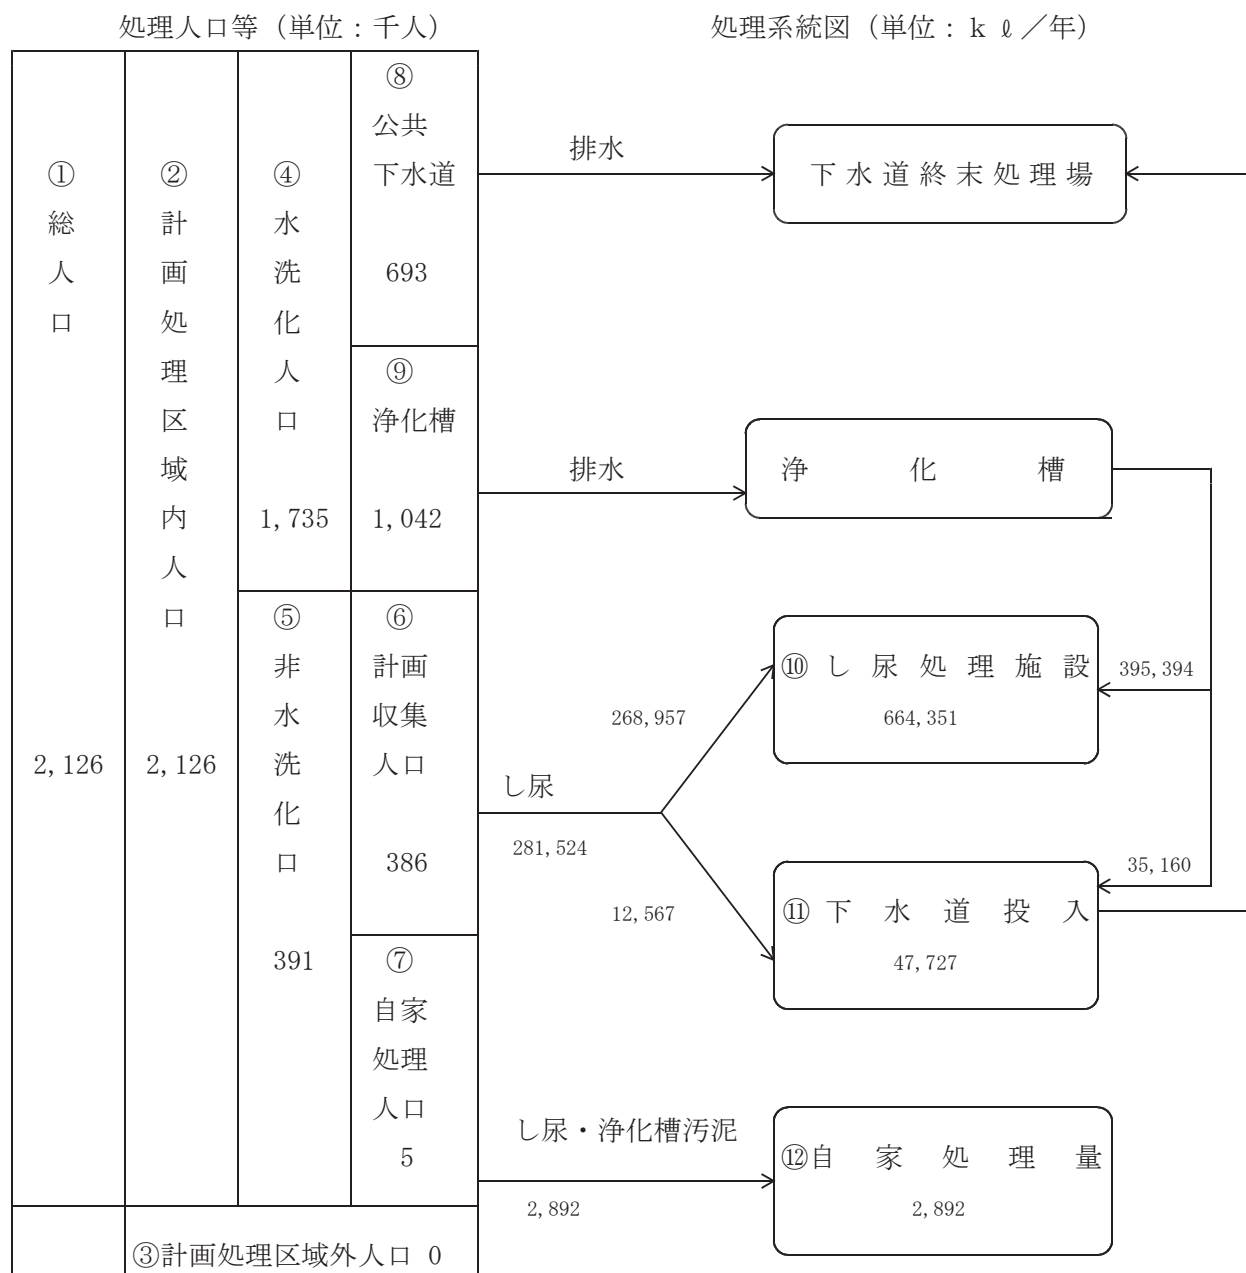 処理人口等（単位：千人）
処理系統図（単位：ｋℓ／年）
①総人口
2,126
②計画処理区域内人口
2,126
④水洗化人口
1,735
⑧公共下水道
693
⑨浄化槽
1,042
⑤非水洗化口
391
⑥計画収集人口
386
⑦自家処理人口
5
③計画処理区域外人口 0
排水
下水道終末処理場
排水
浄化槽
し尿
281,524
268,957
12,567
⑩し尿処理施設
664,351
395,394
⑪下水道投入
47,727
35,160
し尿・浄化槽汚泥
2,892
⑫自家処理量
2,892